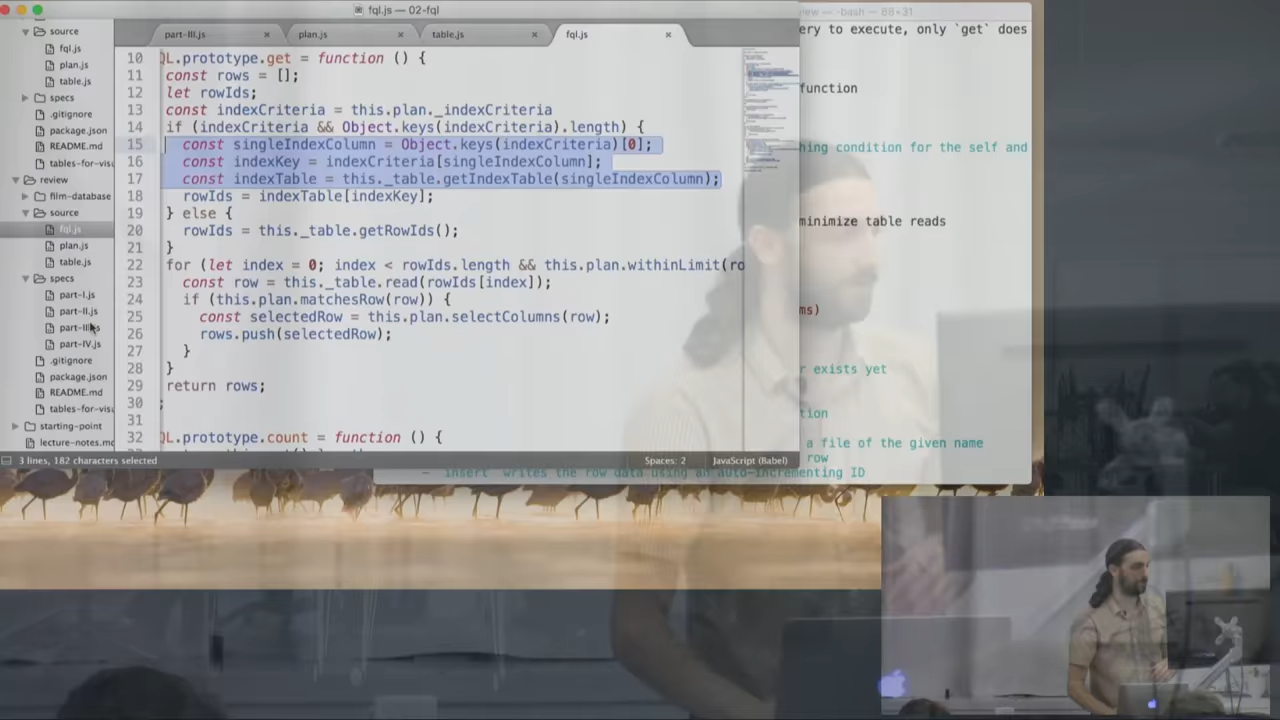 fql.js — 02-fql
view — -bash — 80×31
part-III.js
plan.js
table.js
fql.js
source
fql.js
plan.js
table.js
specs
.gitignore
package.json
README.md
tables-for-visu
review
film-database
source
fql.js
plan.js
table.js
specs
part-I.js
part-II.js
part-III.js
part-IV.js
.gitignore
package.json
README.md
tables-for-visu
starting-point
lecture-notes.md
10 QL.prototype.get = function () {
11 const rows = [];
12 let rowIds;
13 const indexCriteria = this.plan._indexCriteria
14 if (indexCriteria && Object.keys(indexCriteria).length) {
15 const singleIndexColumn = Object.keys(indexCriteria)[0];
16 const indexKey = indexCriteria[singleIndexColumn];
17 const indexTable = this._table.getIndexTable(singleIndexColumn);
18 rowIds = indexTable[indexKey];
19 } else {
20 rowIds = this._table.getRowIds();
21 }
22 for (let index = 0; index < rowIds.length && this.plan.withinLimit(ro
23 const row = this._table.read(rowIds[index]);
24 if (this.plan.matchesRow(row)) {
25 const selectedRow = this.plan.selectColumns(row);
26 rows.push(selectedRow);
27 }
28 }
29 return rows;
30 ;
31
32 QL.prototype.count = function () {
3 lines, 182 characters selected
Spaces: 2
JavaScript (Babel)
ery to execute, only `get` does
function
hing condition for the self and
minimize table reads
ms)
r exists yet
tion
a file of the given name
row
– insert writes the row data using an auto-incrementing ID